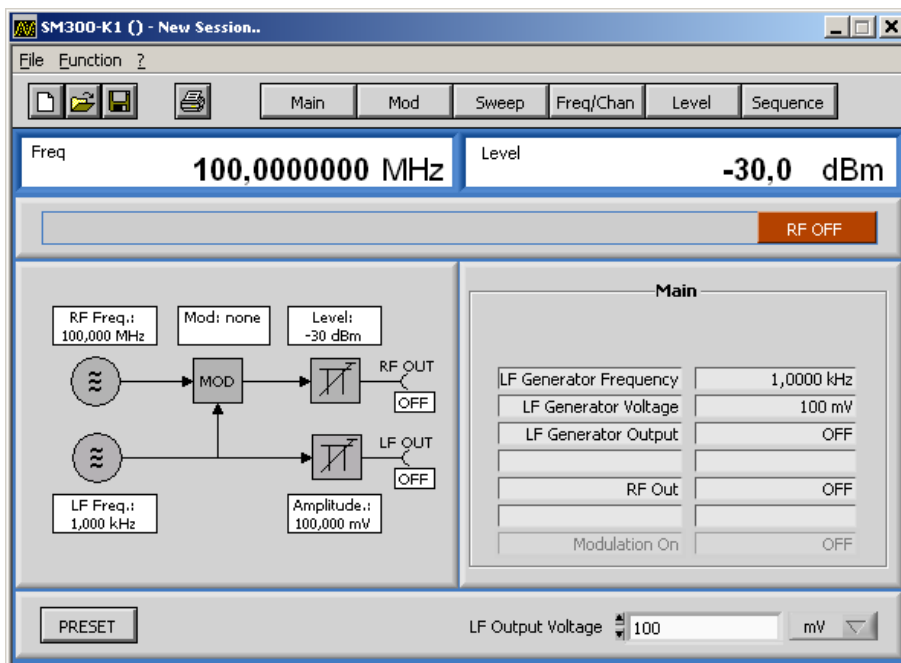 SM300-K1 () - New Session..
File Function ?
Main Mod Sweep Freq/Chan Level Sequence
Freq
100,0000000 MHz
Level
-30,0 dBm
RF OFF
RF Freq.:
100,000 MHz
Mod: none
Level:
-30 dBm
MOD
RF OUT
OFF
LF OUT
OFF
LF Freq.:
1,000 kHz
Amplitude.:
100,000 mV
Main
LF Generator Frequency 1,0000 kHz
LF Generator Voltage 100 mV
LF Generator Output OFF
RF Out OFF
Modulation On OFF
PRESET
LF Output Voltage 100 mV